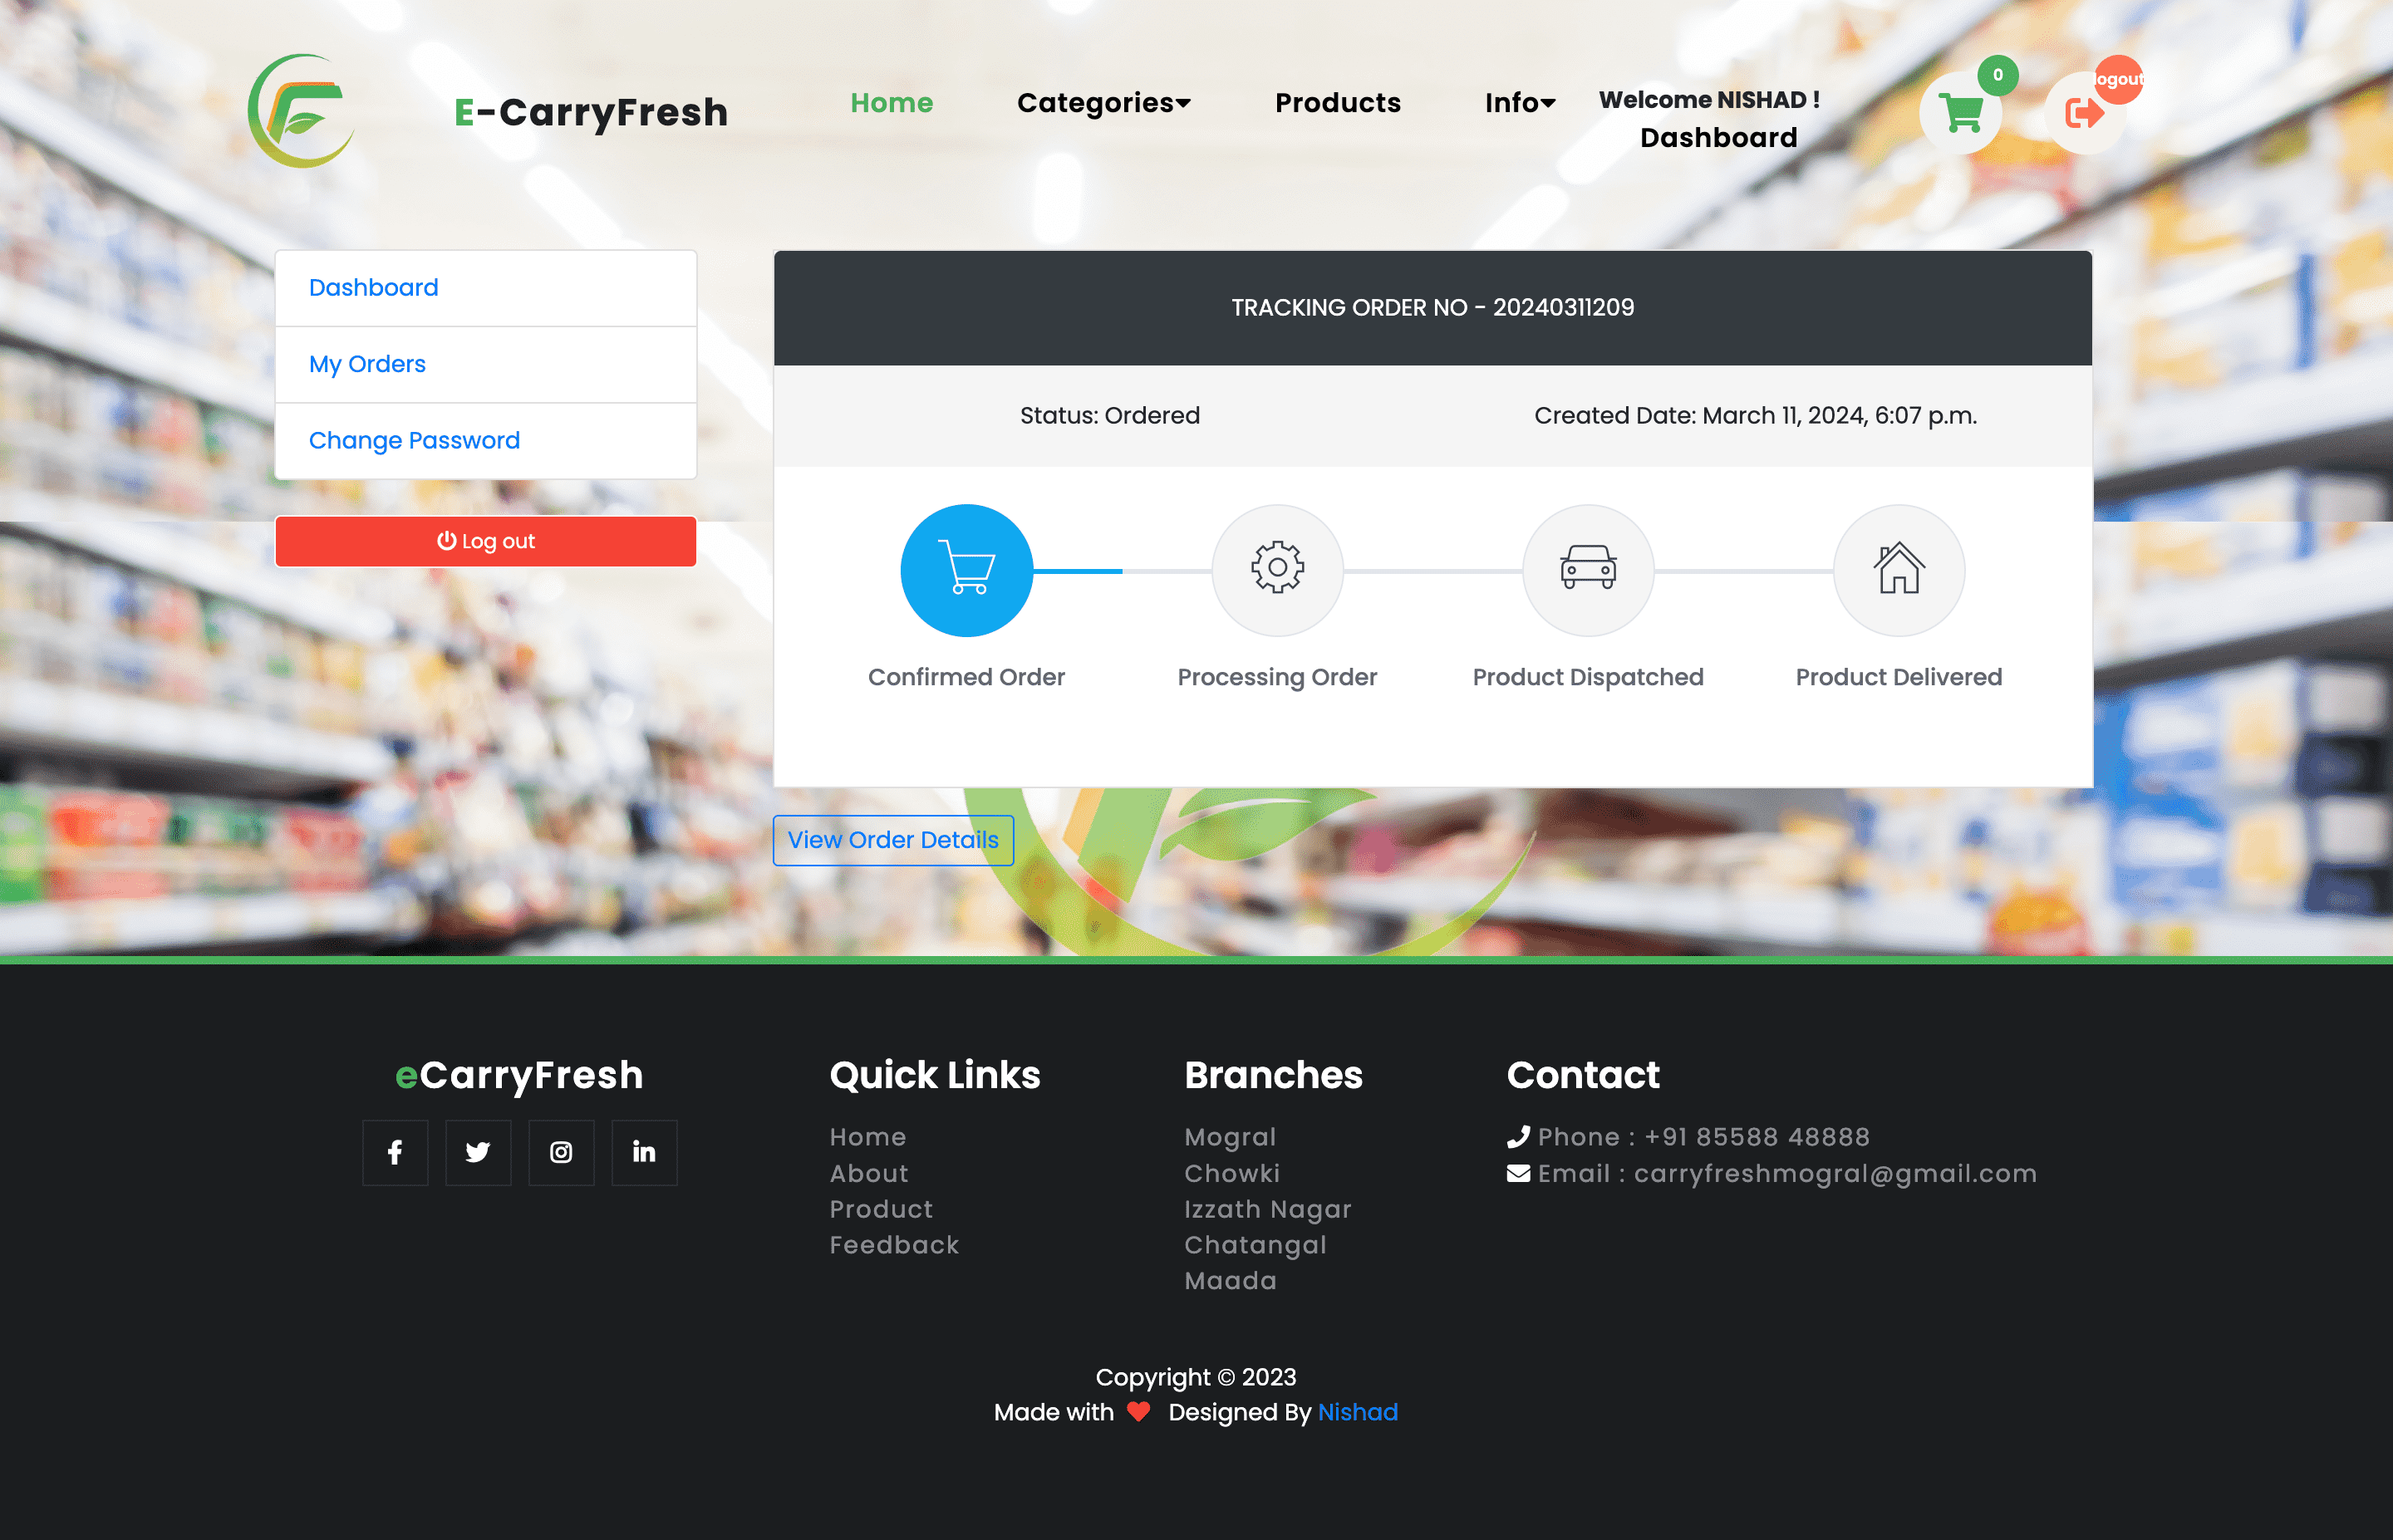 E-CarryFresh
Home
Categories
Products
Info
Welcome NISHAD !
Dashboard
0
logout
Dashboard
My Orders
Change Password
Log out
TRACKING ORDER NO - 20240311209
Status: Ordered
Created Date: March 11, 2024, 6:07 p.m.
Confirmed Order
Processing Order
Product Dispatched
Product Delivered
View Order Details
eCarryFresh
Quick Links
Home
About
Product
Feedback
Branches
Mogral
Chowki
Izzath Nagar
Chatangal
Maada
Contact
Phone : +91 85588 48888
Email : carryfreshmogral@gmail.com
Copyright © 2023
Made with ❤ Designed By Nishad